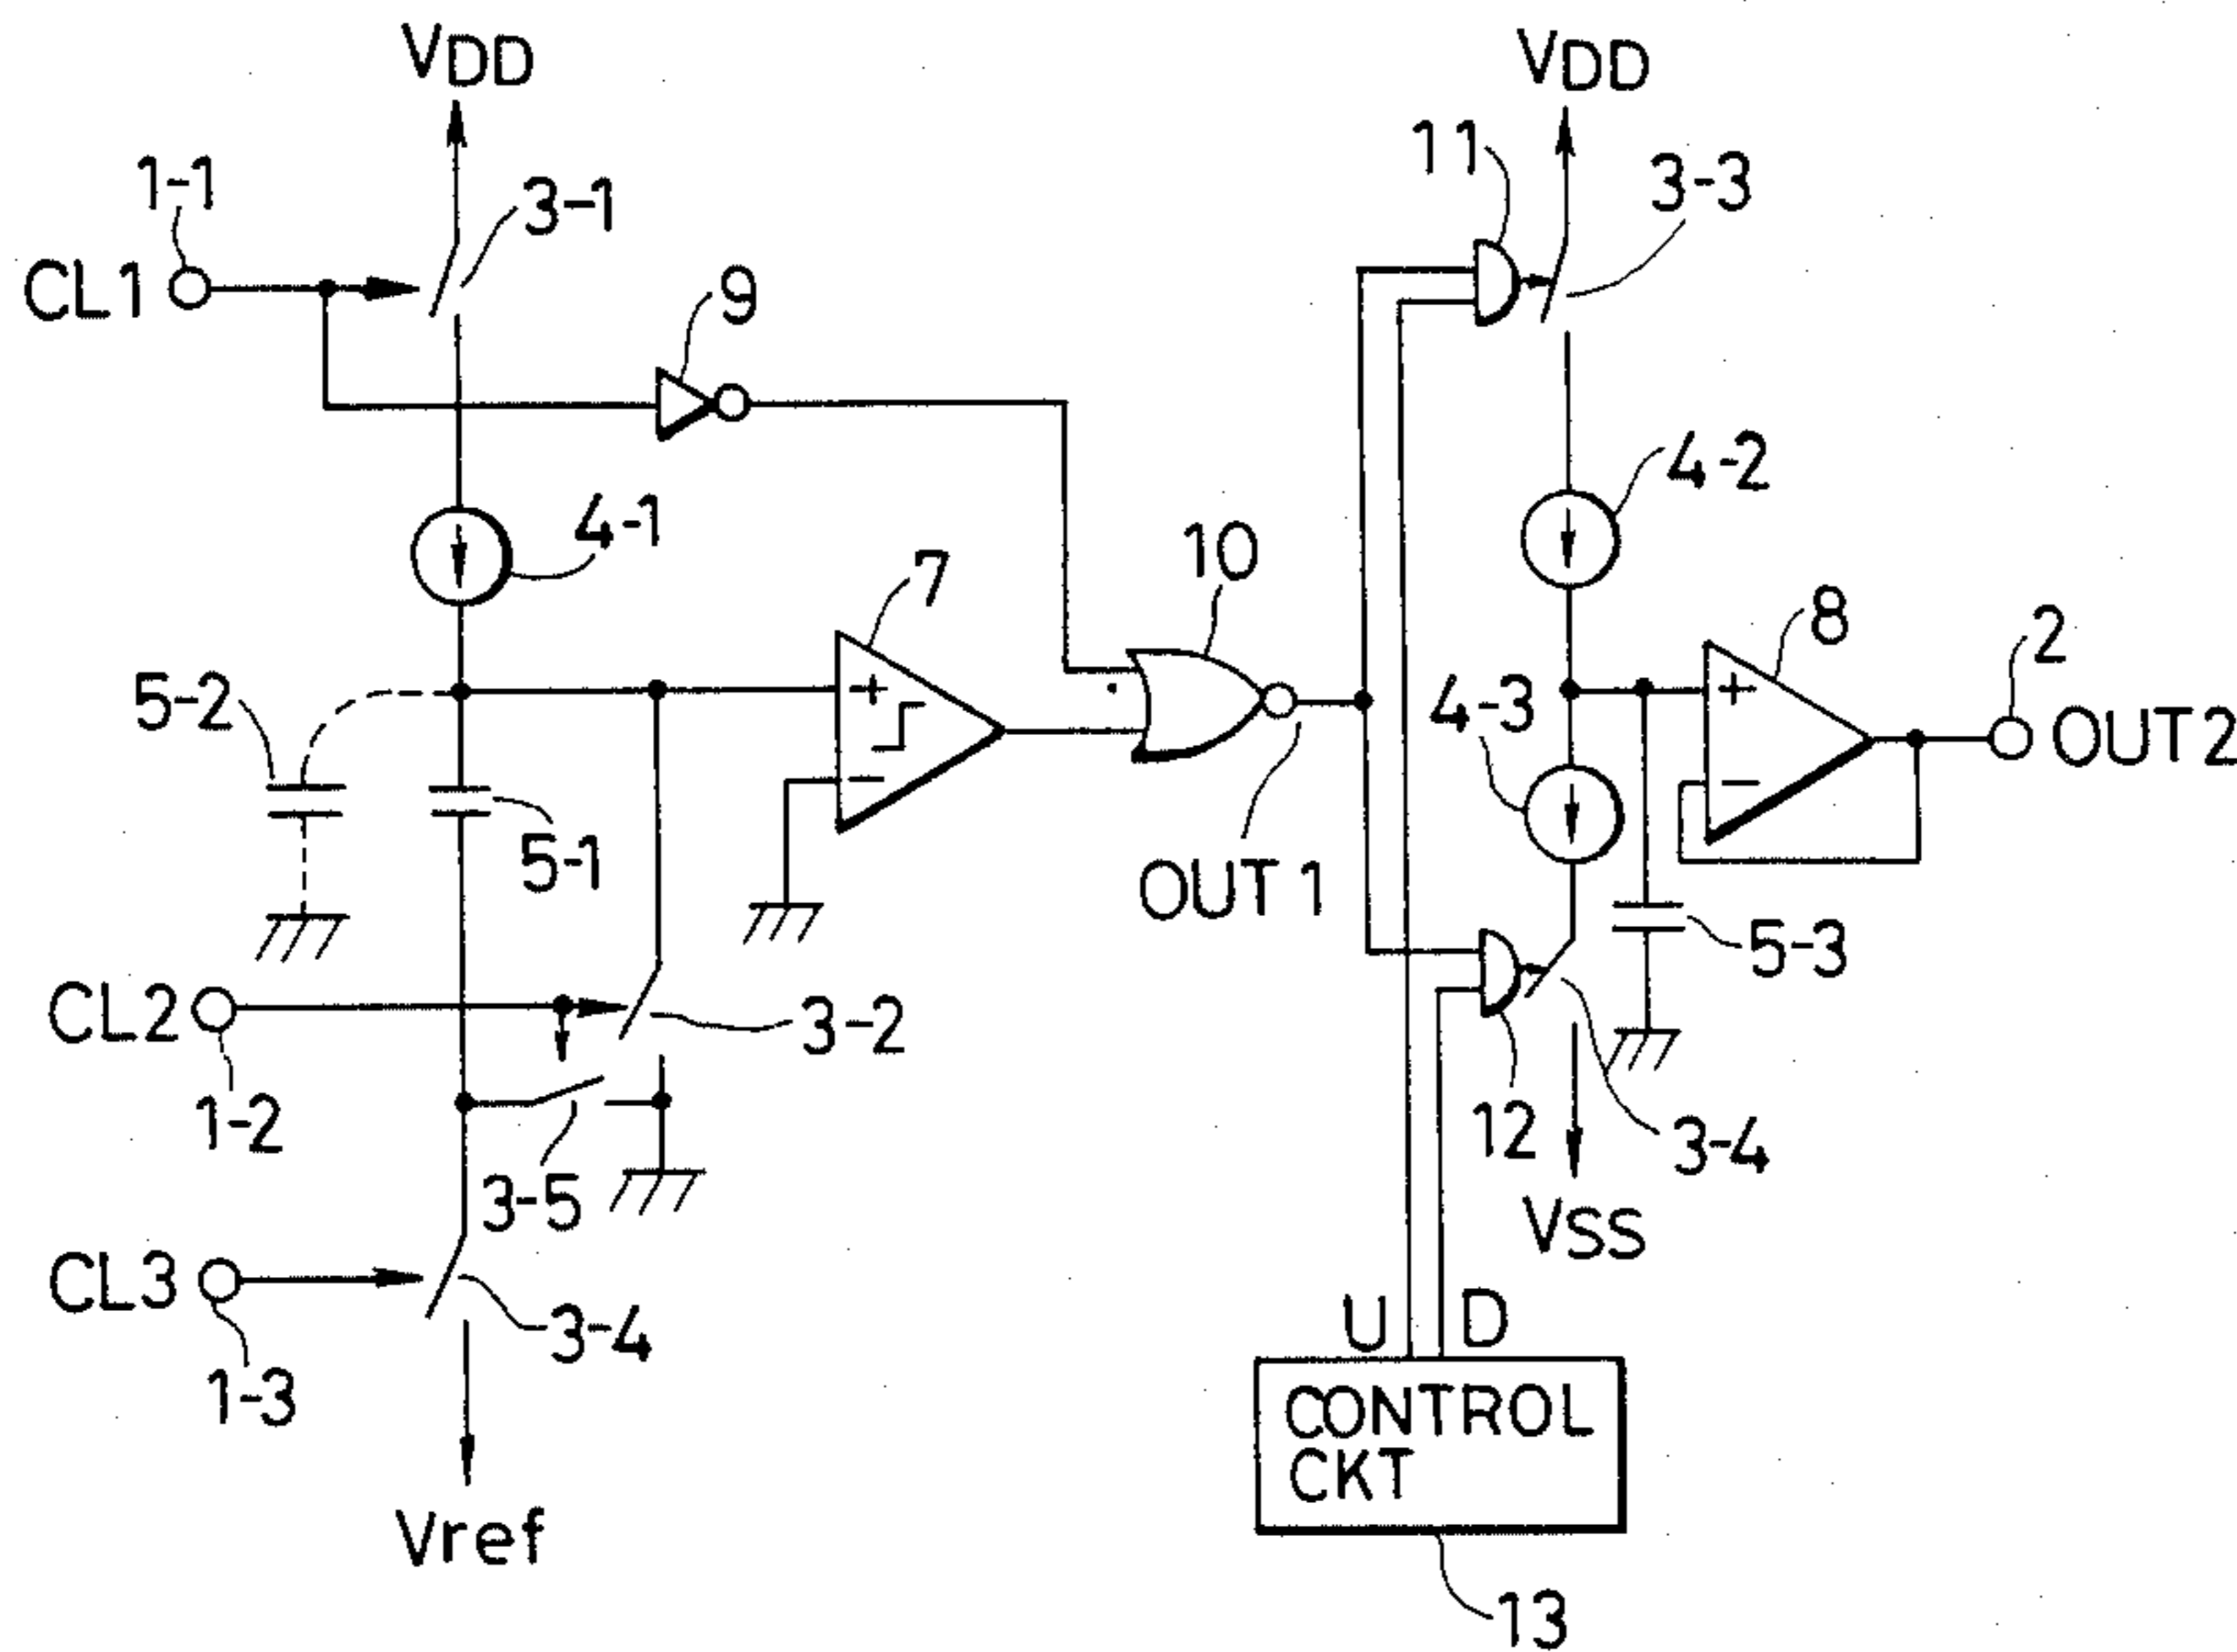 VDD
VDD
11
1-1
3-1
3-3
CL1
9
4-2
4-1
10
7
8
2
5-2
4-3
OUT2
5-1
OUT1
5-3
CL2
3-2
1-2
12
3-4
3-5
VSS
CL3
U
D
3-4
1-3
CONTROL
CKT
Vref
13
+
−
+
−